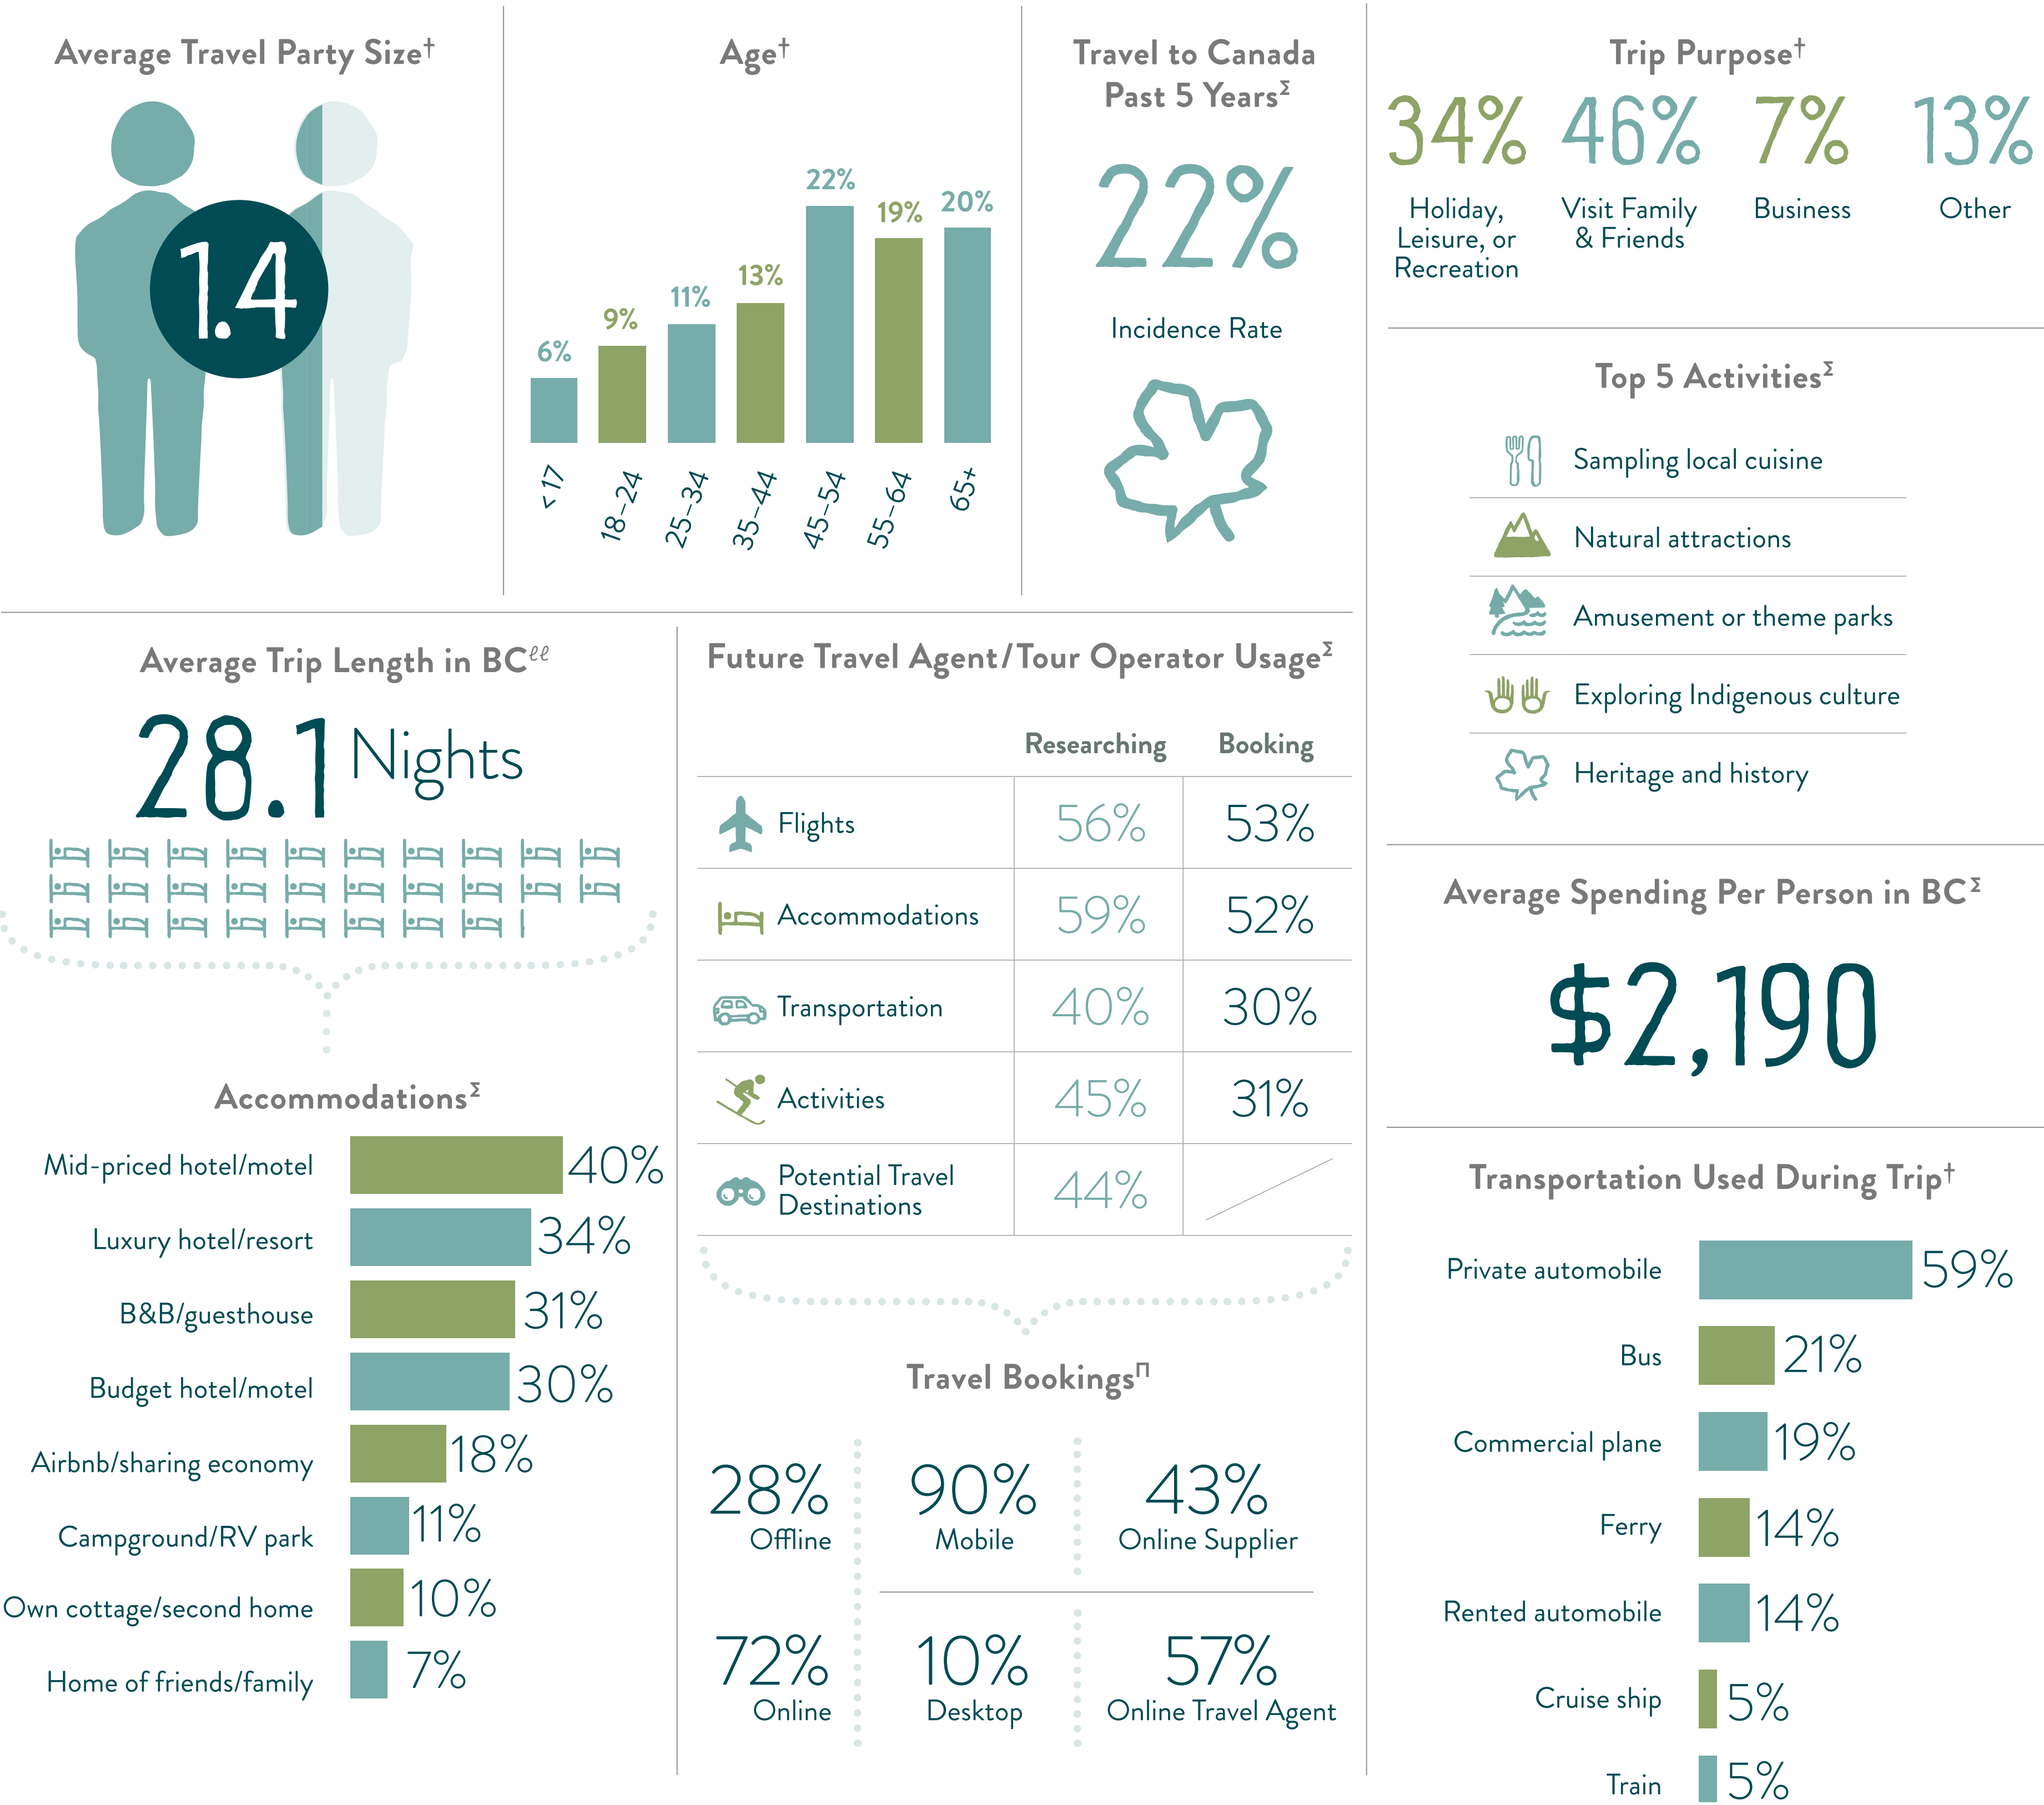 Average Travel Party Size†
1.4
Age†
6%
9%
11%
13%
22%
19%
20%
<17
18–24
25–34
35–44
45–54
55–64
65+
Travel to Canada
Past 5 Years Σ
22%
Incidence Rate
Trip Purpose†
34%
46%
7%
13%
Holiday,
Leisure, or
Recreation
Visit Family
& Friends
Business
Other
Top 5 Activities Σ
Sampling local cuisine
Natural attractions
Amusement or theme parks
Exploring Indigenous culture
Heritage and history
Average Trip Length in BC ℓℓ
28.1 Nights
Accommodations Σ
Mid-priced hotel/motel 40%
Luxury hotel/resort 34%
B&B/guesthouse 31%
Budget hotel/motel 30%
Airbnb/sharing economy 18%
Campground/RV park 11%
Own cottage/second home 10%
Home of friends/family 7%
Future Travel Agent/Tour Operator Usage Σ
Researching Booking
Flights 56% 53%
Accommodations 59% 52%
Transportation 40% 30%
Activities 45% 31%
Potential Travel
Destinations
44%
Travel Bookings Π
28%
Offline
90%
Mobile
43%
Online Supplier
72%
Online
10%
Desktop
57%
Online Travel Agent
Average Spending Per Person in BC Σ
$2,190
Transportation Used During Trip†
Private automobile 59%
Bus 21%
Commercial plane 19%
Ferry 14%
Rented automobile 14%
Cruise ship 5%
Train 5%